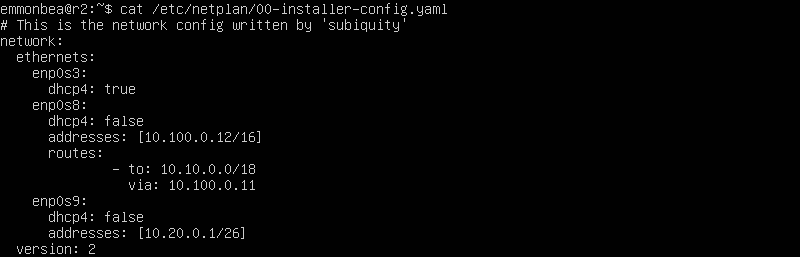 emmonbea@r2:~$ cat /etc/netplan/00-installer-config.yaml
# This is the network config written by 'subiquity'
network:
  ethernets:
    enp0s3:
      dhcp4: true
    enp0s8:
      dhcp4: false
      addresses: [10.100.0.12/16]
      routes:
              - to: 10.10.0.0/18
                via: 10.100.0.11
    enp0s9:
      dhcp4: false
      addresses: [10.20.0.1/26]
  version: 2